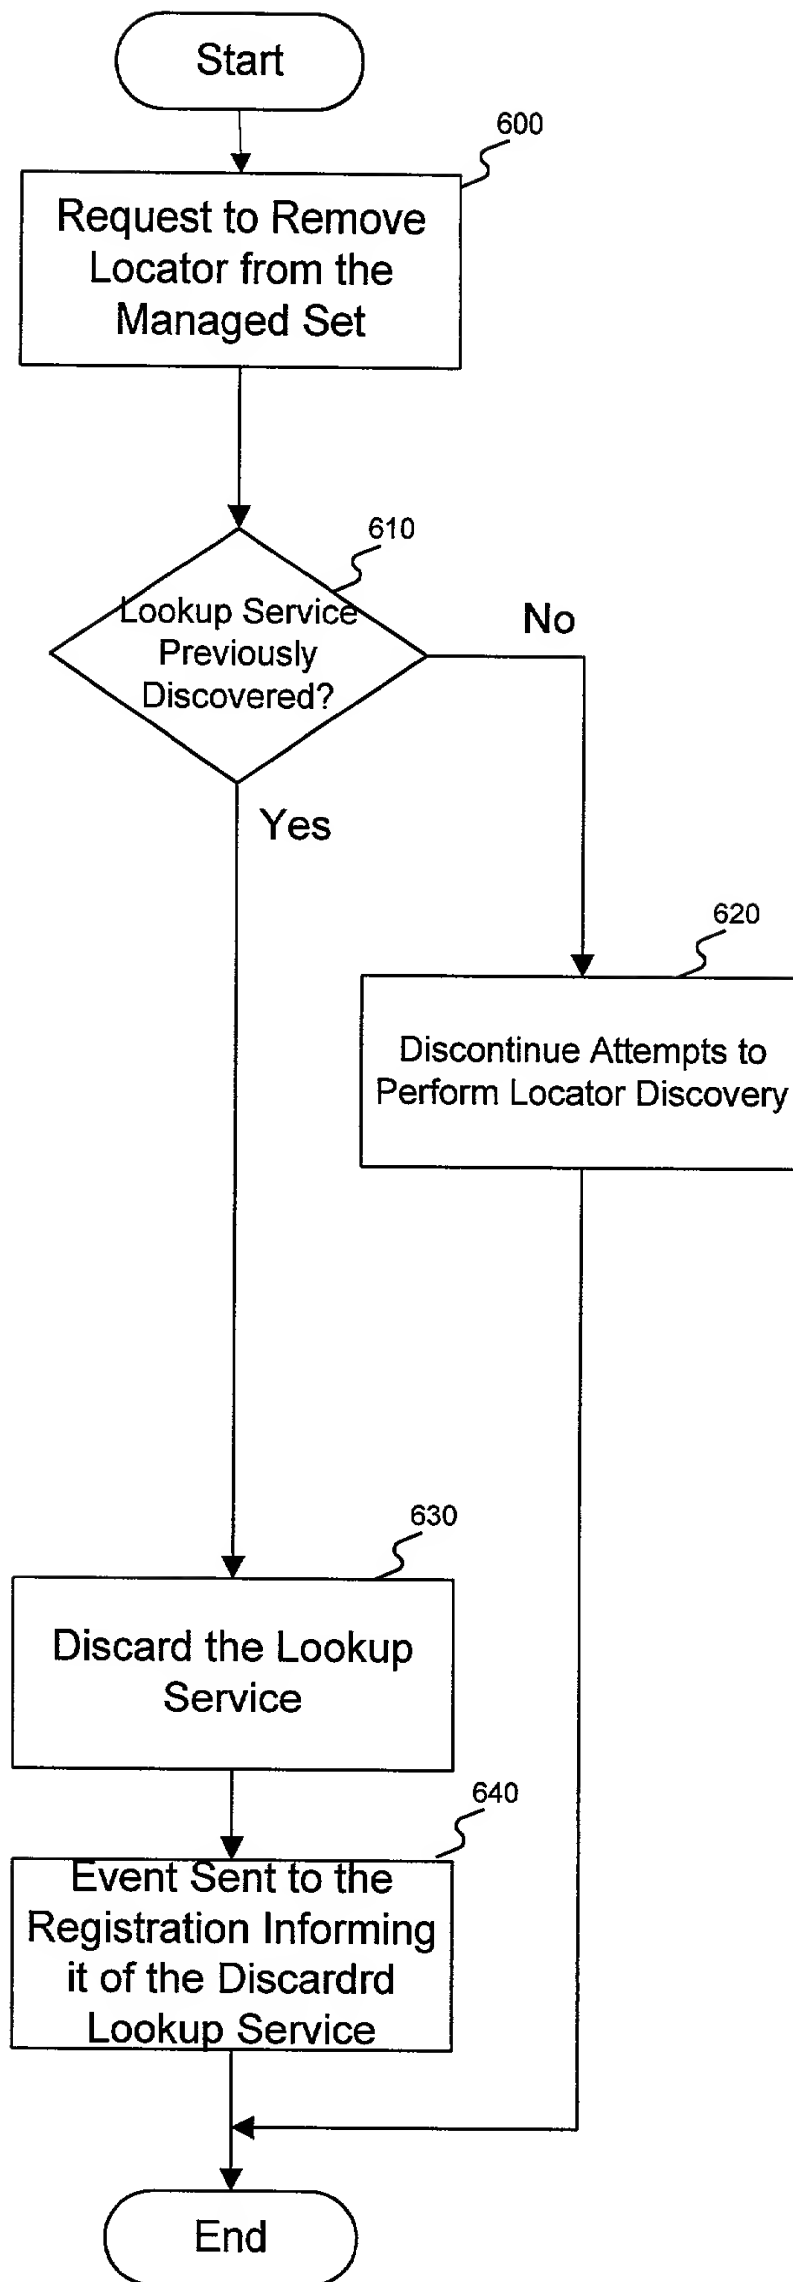 Start
600
Request to Remove
Locator from the
Managed Set
610
Lookup Service
Previously
Discovered?
No
Yes
620
Discontinue Attempts to
Perform Locator Discovery
630
Discard the Lookup
Service
640
Event Sent to the
Registration Informing
it of the Discardrd
Lookup Service
End